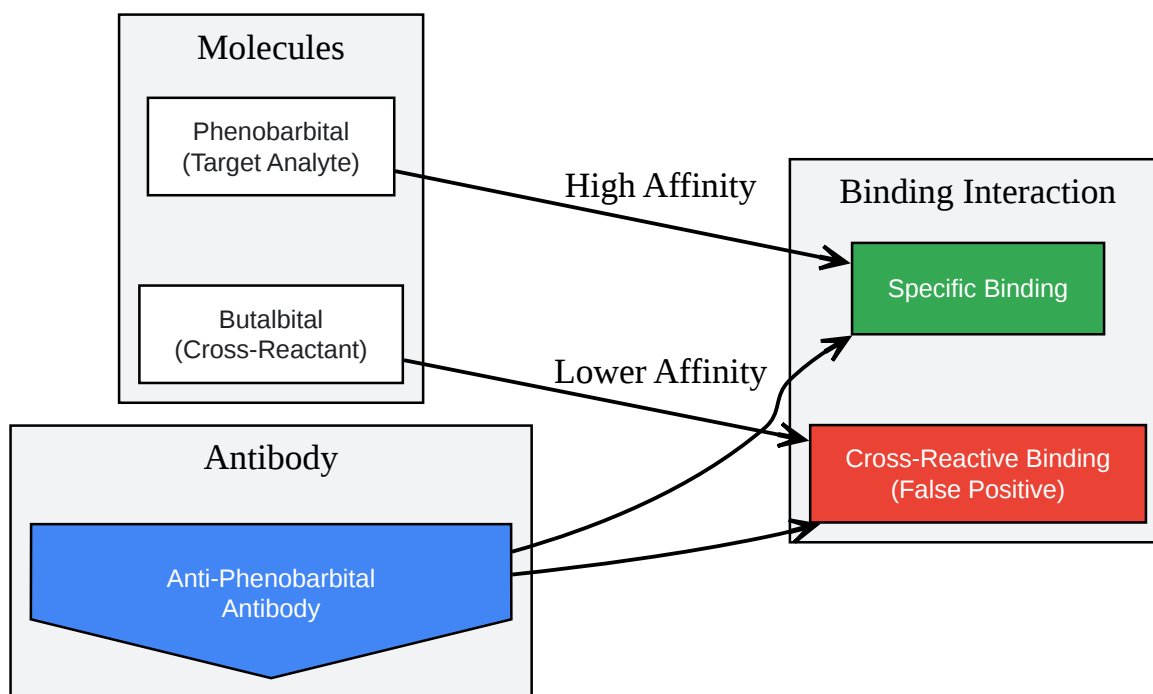 Molecules
Phenobarbital
(Target Analyte)
Butalbital
(Cross-Reactant)
High Affinity
Lower Affinity
Binding Interaction
Specific Binding
Cross-Reactive Binding
(False Positive)
Antibody
Anti-Phenobarbital
Antibody